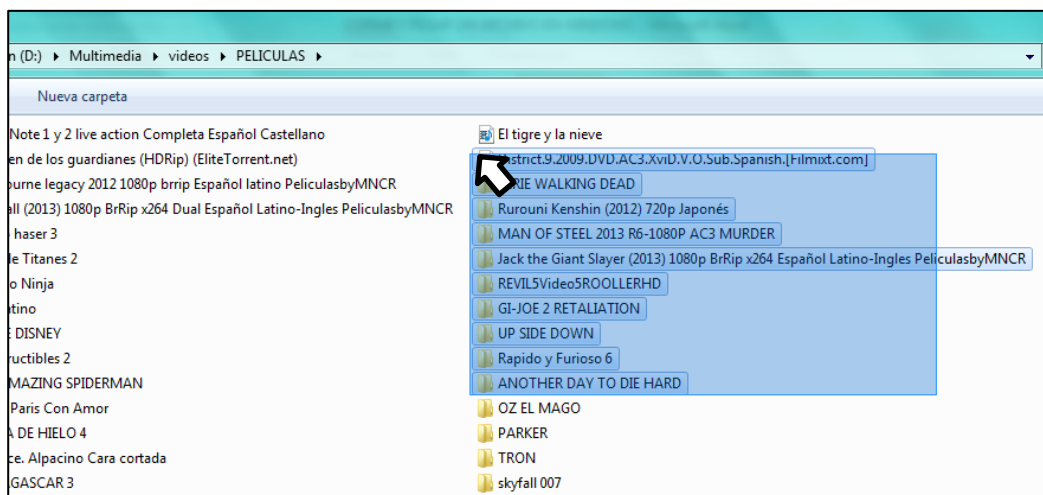 n (D:) Multimedia videos PELICULAS
Nueva carpeta
Note 1 y 2 live action Completa Español Castellano
en de los guardianes (HDRip) (EliteTorrent.net)
ourne legacy 2012 1080p brrip Español latino PeliculasbyMNCR
all (2013) 1080p BrRip x264 Dual Español Latino-Ingles PeliculasbyMNCR
haser 3
le Titanes 2
o Ninja
tino
E DISNEY
ructibles 2
MAZING SPIDERMAN
Paris Con Amor
A DE HIELO 4
ce. Alpacino Cara cortada
GASCAR 3
El tigre y la nieve
strict.9.2009.DVD.AC3.XviD.V.O.Sub.Spanish.[Filmixt.com]
RIE WALKING DEAD
Rurouni Kenshin (2012) 720p Japonés
MAN OF STEEL 2013 R6-1080P AC3 MURDER
Jack the Giant Slayer (2013) 1080p BrRip x264 Español Latino-Ingles PeliculasbyMNCR
REVIL5Video5ROOLLERHD
GI-JOE 2 RETALIATION
UP SIDE DOWN
Rapido y Furioso 6
ANOTHER DAY TO DIE HARD
OZ EL MAGO
PARKER
TRON
skyfall 007